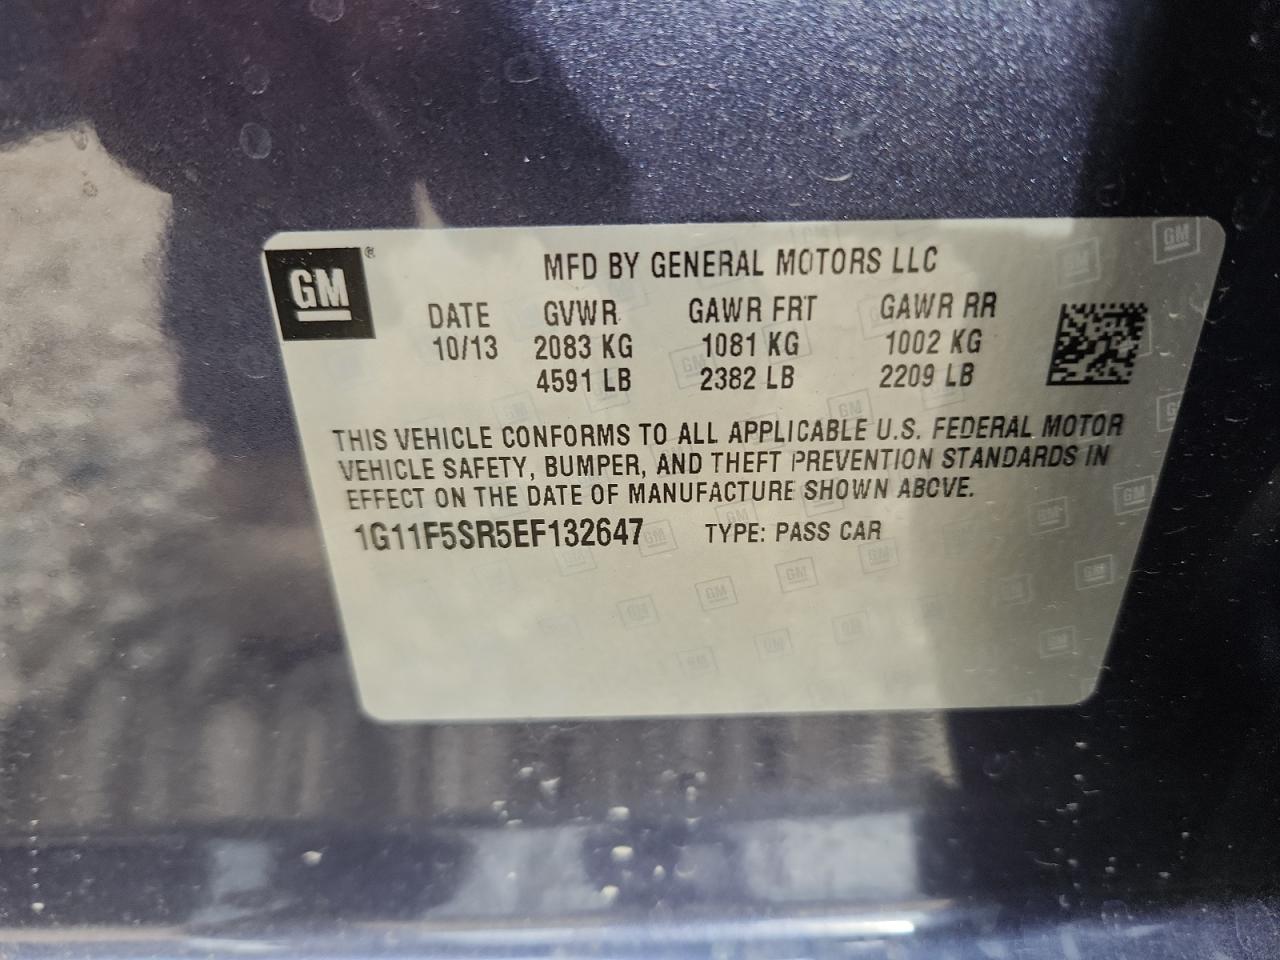 GM®
MFD BY GENERAL MOTORS LLC
DATE GVWR GAWR FRT GAWR RR
10/13 2083 KG 1081 KG 1002 KG
4591 LB 2382 LB 2209 LB
THIS VEHICLE CONFORMS TO ALL APPLICABLE U.S. FEDERAL MOTOR
VEHICLE SAFETY, BUMPER, AND THEFT PREVENTION STANDARDS IN
EFFECT ON THE DATE OF MANUFACTURE SHOWN ABOVE.
1G11F5SR5EF132647 TYPE: PASS CAR